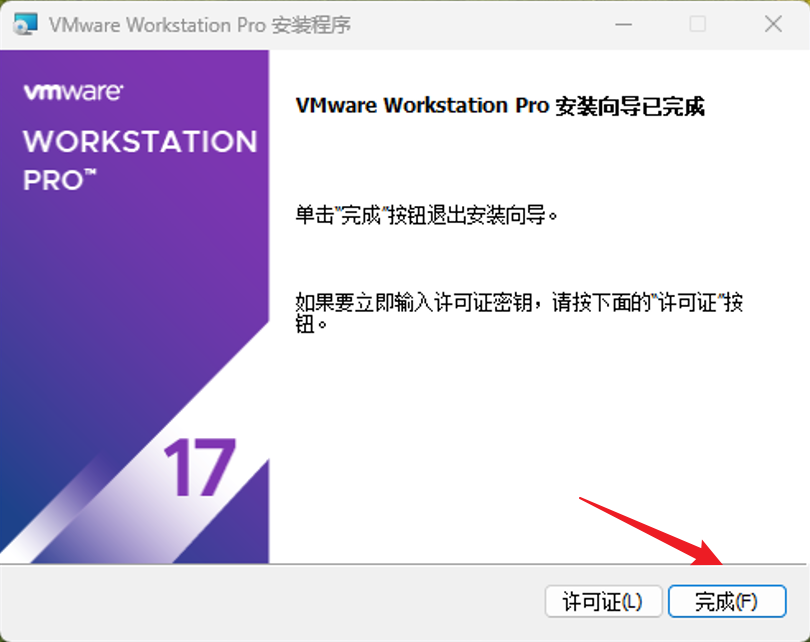 VMware Workstation Pro 安装程序
vmware®
WORKSTATION
PRO™
17
VMware Workstation Pro 安装向导已完成
单击"完成"按钮退出安装向导。
如果要立即输入许可证密钥，请按下面的"许可证"按
钮。
许可证(L)
完成(F)